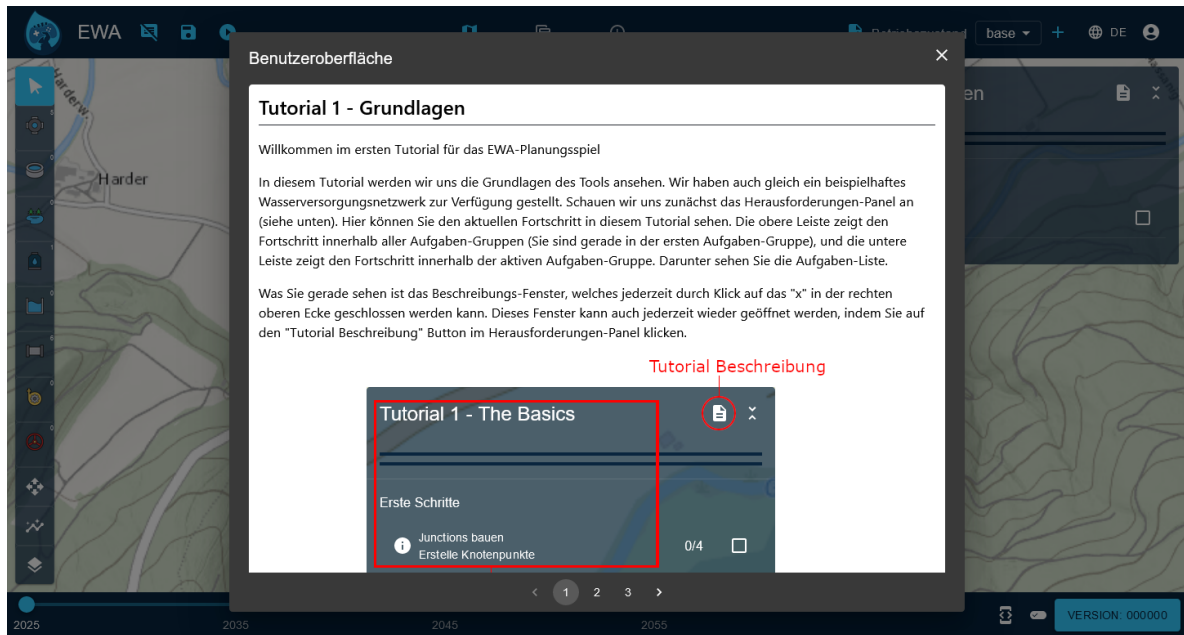 EWA
base
DE
Benutzeroberfläche
en
Tutorial 1 - Grundlagen
Willkommen im ersten Tutorial für das EWA-Planungsspiel
In diesem Tutorial werden wir uns die Grundlagen des Tools ansehen. Wir haben auch gleich ein beispielhaftes
Wasserversorgungsnetzwerk zur Verfügung gestellt. Schauen wir uns zunächst das Herausforderungen-Panel an
(siehe unten). Hier können Sie den aktuellen Fortschritt in diesem Tutorial sehen. Die obere Leiste zeigt den
Fortschritt innerhalb aller Aufgaben-Gruppen (Sie sind gerade in der ersten Aufgaben-Gruppe), und die untere
Leiste zeigt den Fortschritt innerhalb der aktiven Aufgaben-Gruppe. Darunter sehen Sie die Aufgaben-Liste.
Was Sie gerade sehen ist das Beschreibungs-Fenster, welches jederzeit durch Klick auf das "x" in der rechten
oberen Ecke geschlossen werden kann. Dieses Fenster kann auch jederzeit wieder geöffnet werden, indem Sie auf
den "Tutorial Beschreibung" Button im Herausforderungen-Panel klicken.
Harder
Tutorial Beschreibung
Tutorial 1 - The Basics
Erste Schritte
Junctions bauen
Erstelle Knotenpunkte
0/4
1 2 3
2025 2035 2045 2055
VERSION: 000000